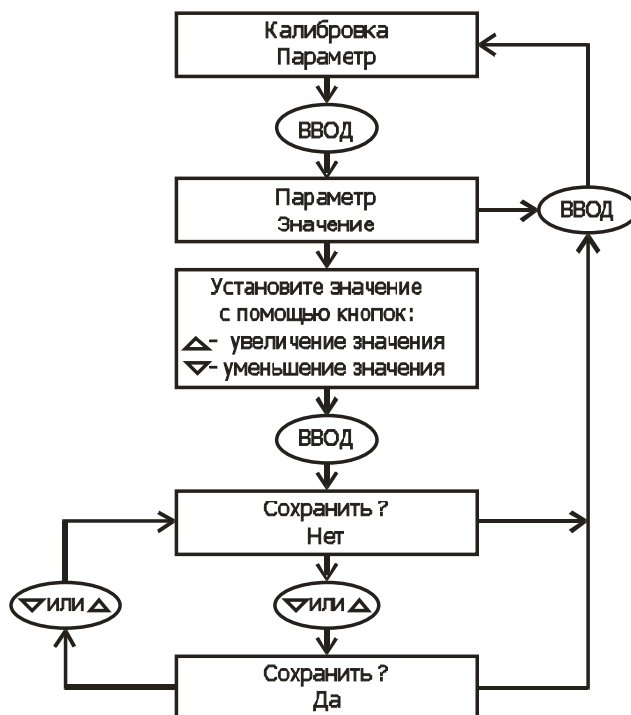 Калибровка
Параметр
ВВОД
Параметр
Значение
ВВОД
Установите значение
с помощью кнопок:
△- увеличение значения
▽- уменьшение значения
ВВОД
Сохранить ?
Нет
▽или△
▽или△
Сохранить ?
Да